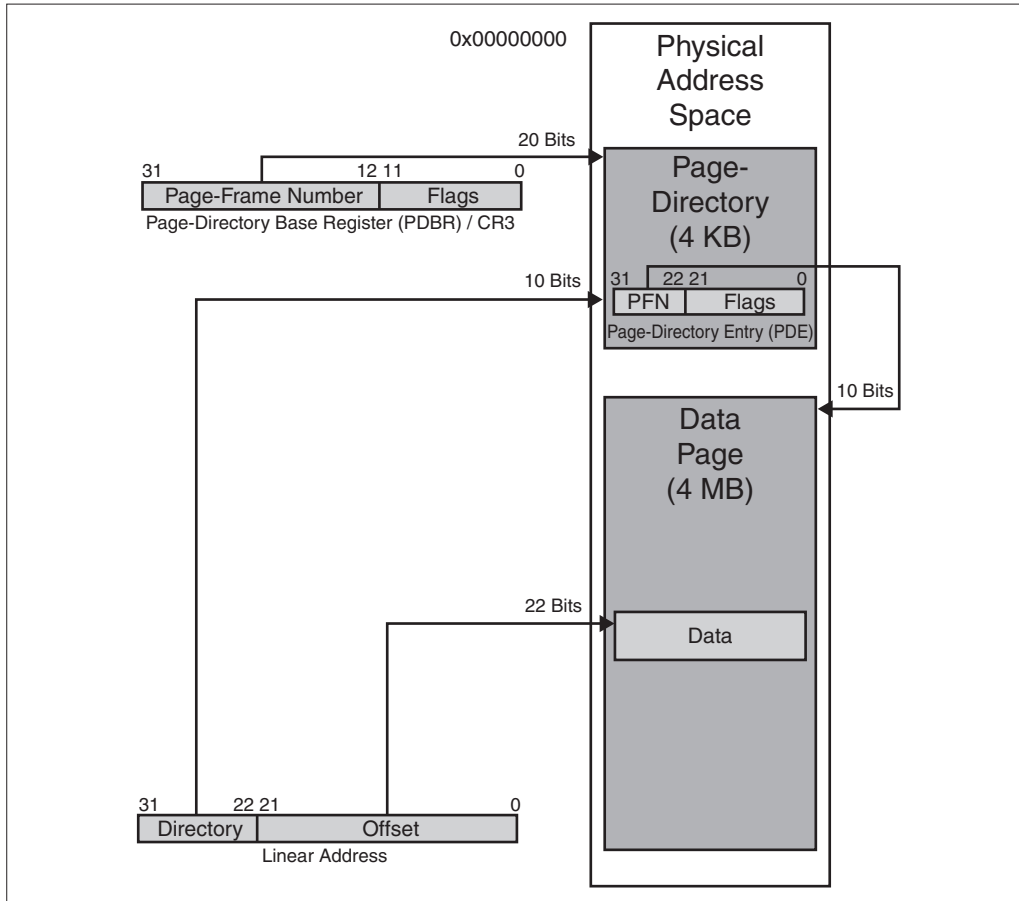 0x00000000
Physical
Address
Space
20 Bits
31 12 11 0
Page-Frame Number Flags
Page-Directory Base Register (PDBR) / CR3
Page-
Directory
(4 KB)
10 Bits
31 22 21 0
PFN Flags
Page-Directory Entry (PDE)
10 Bits
Data
Page
(4 MB)
22 Bits
Data
31 22 21 0
Directory Offset
Linear Address